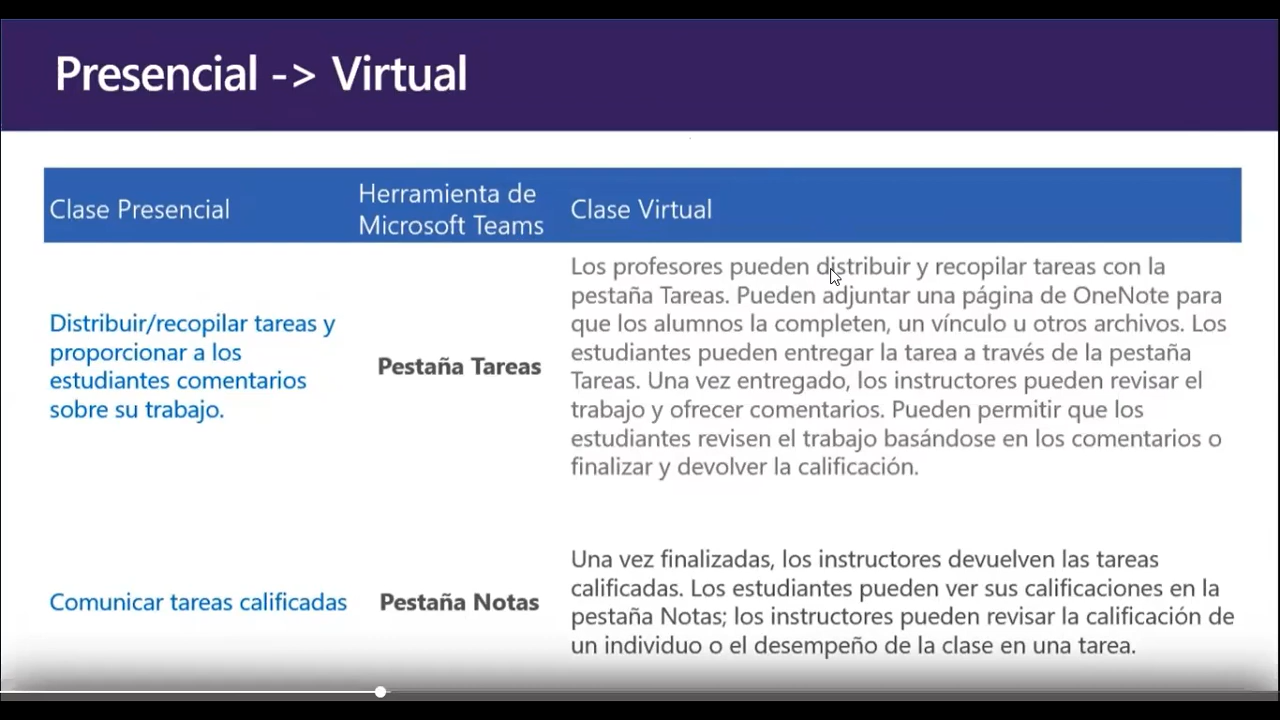 Presencial -> Virtual
Clase Presencial
Herramienta de
Microsoft Teams
Clase Virtual
Distribuir/recopilar tareas y
proporcionar a los
estudiantes comentarios
sobre su trabajo.
Pestaña Tareas
Los profesores pueden distribuir y recopilar tareas con la
pestaña Tareas. Pueden adjuntar una página de OneNote para
que los alumnos la completen, un vínculo u otros archivos. Los
estudiantes pueden entregar la tarea a través de la pestaña
Tareas. Una vez entregado, los instructores pueden revisar el
trabajo y ofrecer comentarios. Pueden permitir que los
estudiantes revisen el trabajo basándose en los comentarios o
finalizar y devolver la calificación.
Comunicar tareas calificadas
Pestaña Notas
Una vez finalizadas, los instructores devuelven las tareas
calificadas. Los estudiantes pueden ver sus calificaciones en la
pestaña Notas; los instructores pueden revisar la calificación de
un individuo o el desempeño de la clase en una tarea.